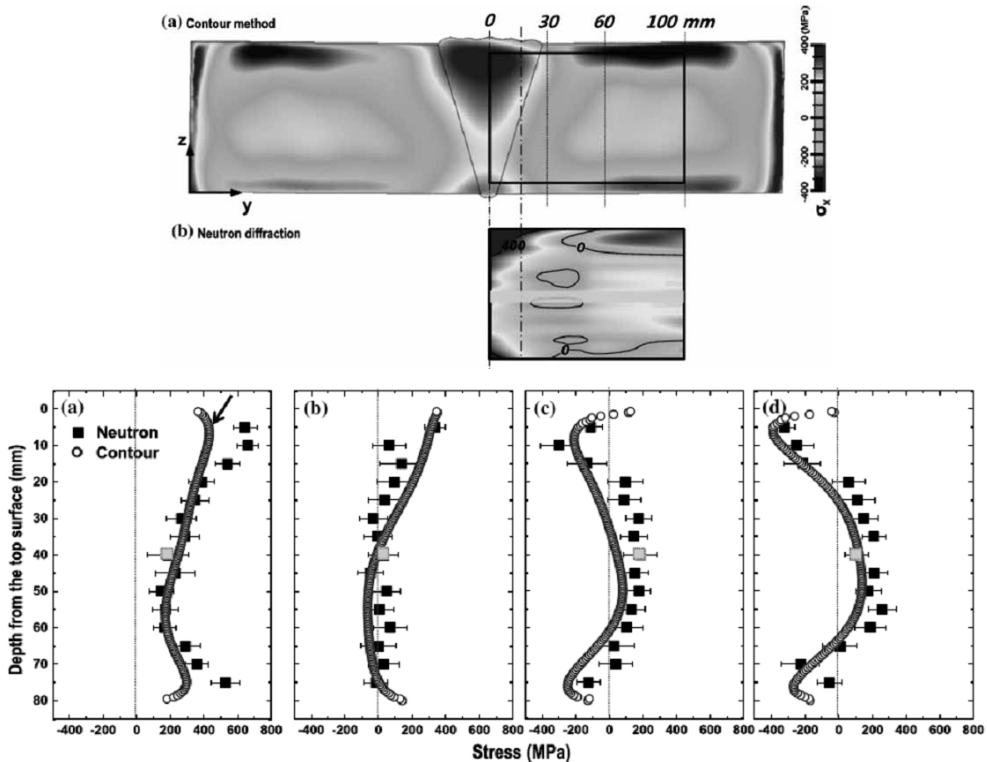 (a) Contour method
0 30 60 100 mm
400 (MPa)
200
0
-200
-400
σx
z
y
(b) Neutron diffraction
400
0
0
(a) (b) (c) (d)
Neutron
Contour
Depth from the top surface (mm)
0
10
20
30
40
50
60
70
80
-400 -200 0 200 400 600 800
-400 -200 0 200 400 600 800
-400 -200 0 200 400 600 800
-400 -200 0 200 400 600 800
Stress (MPa)